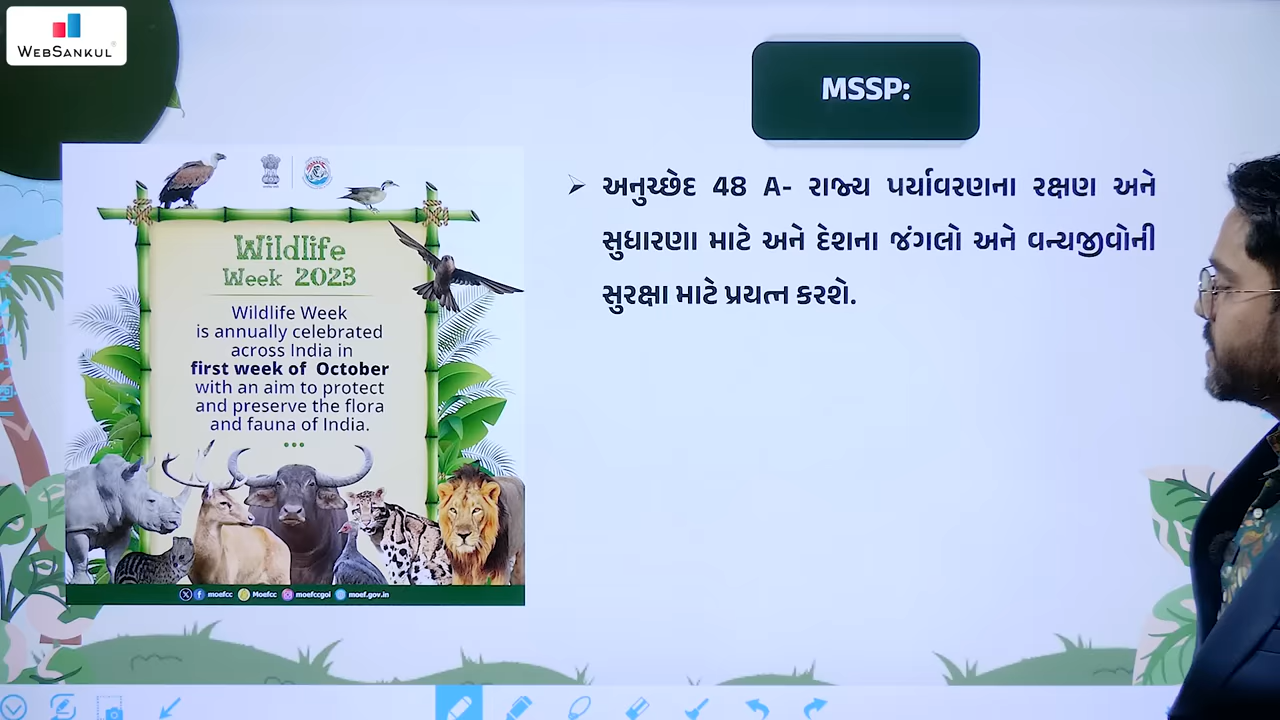 WEBSANKUL
MSSP:
અનુચ્છેદ 48 A- રાજ્ય પર્યાવરણના રક્ષણ અને
સુધારણા માટે અને દેશના જંગલો અને વન્યજીવોની
સુરક્ષા માટે પ્રયત્ન કરશે.
Wildlife
Week 2023
Wildlife Week
is annually celebrated
across India in
first week of October
with an aim to protect
and preserve the flora
and fauna of India.
moefcc Moefcc moefccgoi moef.gov.in